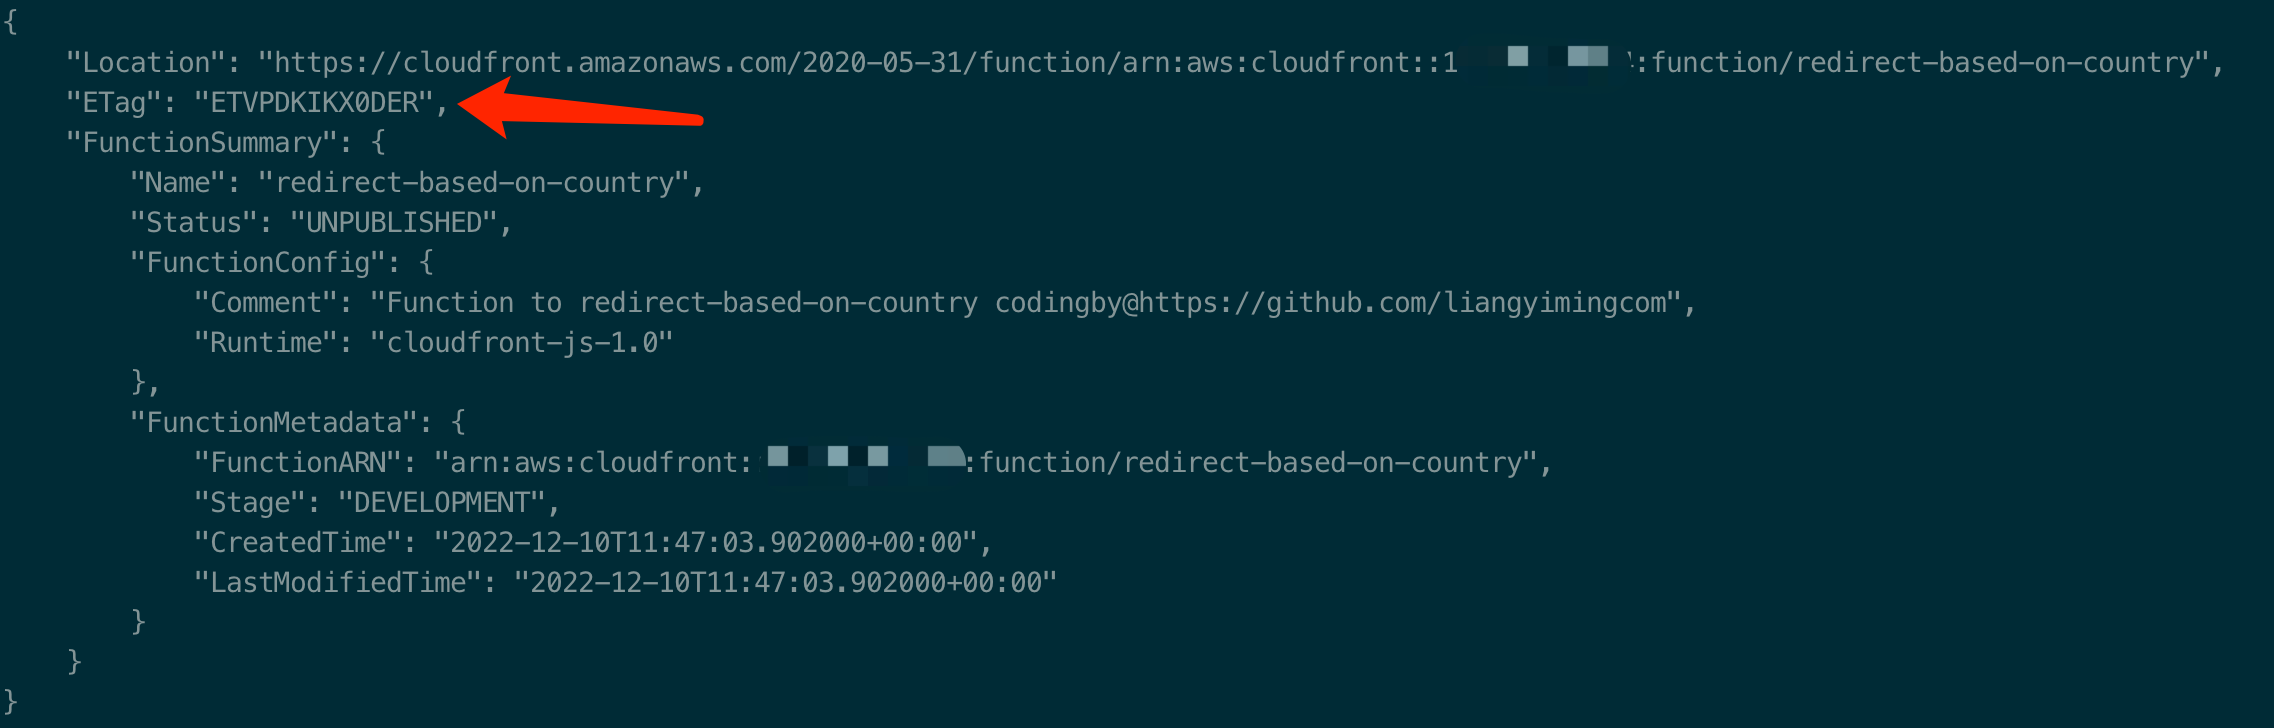 {
    "Location": "https://cloudfront.amazonaws.com/2020-05-31/function/arn:aws:cloudfront::1 :function/redirect-based-on-country",
    "ETag": "ETVPDKIKX0DER",
    "FunctionSummary": {
        "Name": "redirect-based-on-country",
        "Status": "UNPUBLISHED",
        "FunctionConfig": {
            "Comment": "Function to redirect-based-on-country codingby@https://github.com/liangyimingcom",
            "Runtime": "cloudfront-js-1.0"
        },
        "FunctionMetadata": {
            "FunctionARN": "arn:aws:cloudfront: :function/redirect-based-on-country",
            "Stage": "DEVELOPMENT",
            "CreatedTime": "2022-12-10T11:47:03.902000+00:00",
            "LastModifiedTime": "2022-12-10T11:47:03.902000+00:00"
        }
    }
}